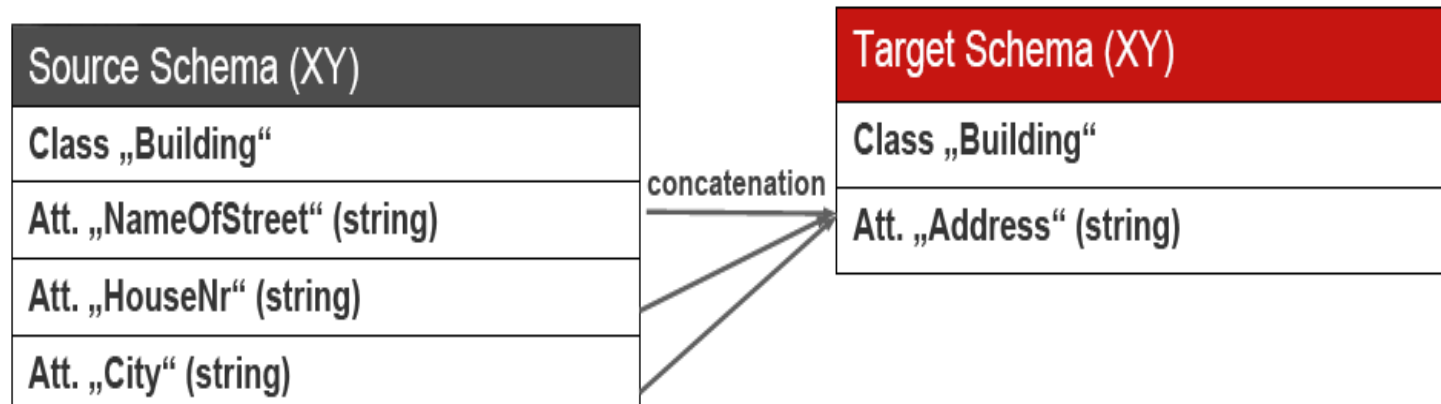 Source Schema (XY)
Class „Building“
Att. „NameOfStreet“ (string)
Att. „HouseNr“ (string)
Att. „City“ (string)
concatenation
Target Schema (XY)
Class „Building“
Att. „Address“ (string)